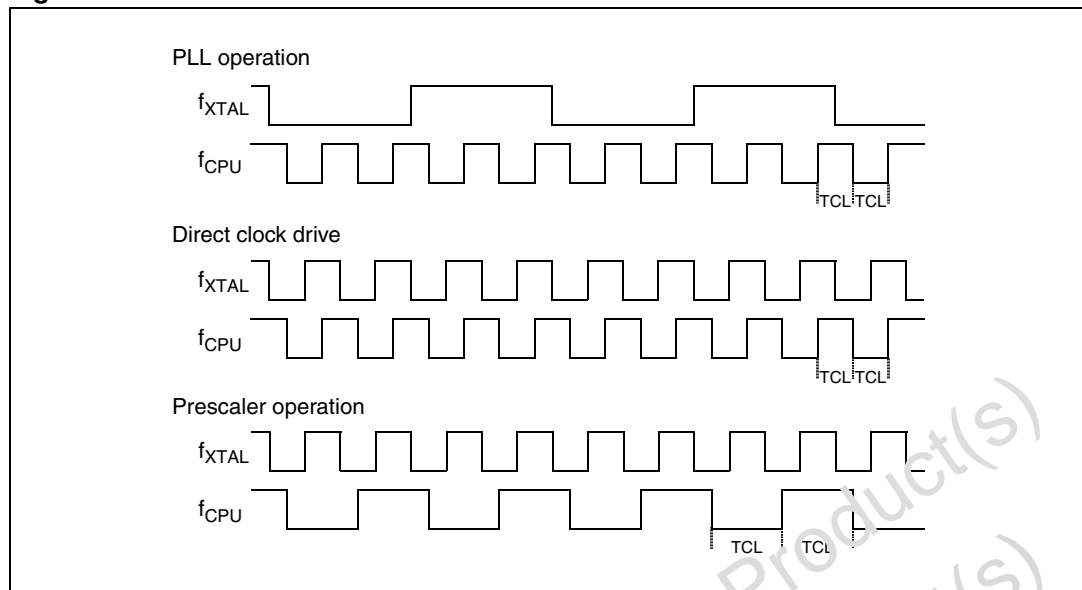 PLL operation
fXTAL
fCPU
TCL TCL
Direct clock drive
fXTAL
fCPU
TCL TCL
Prescaler operation
fXTAL
fCPU
TCL TCL
Product(s)